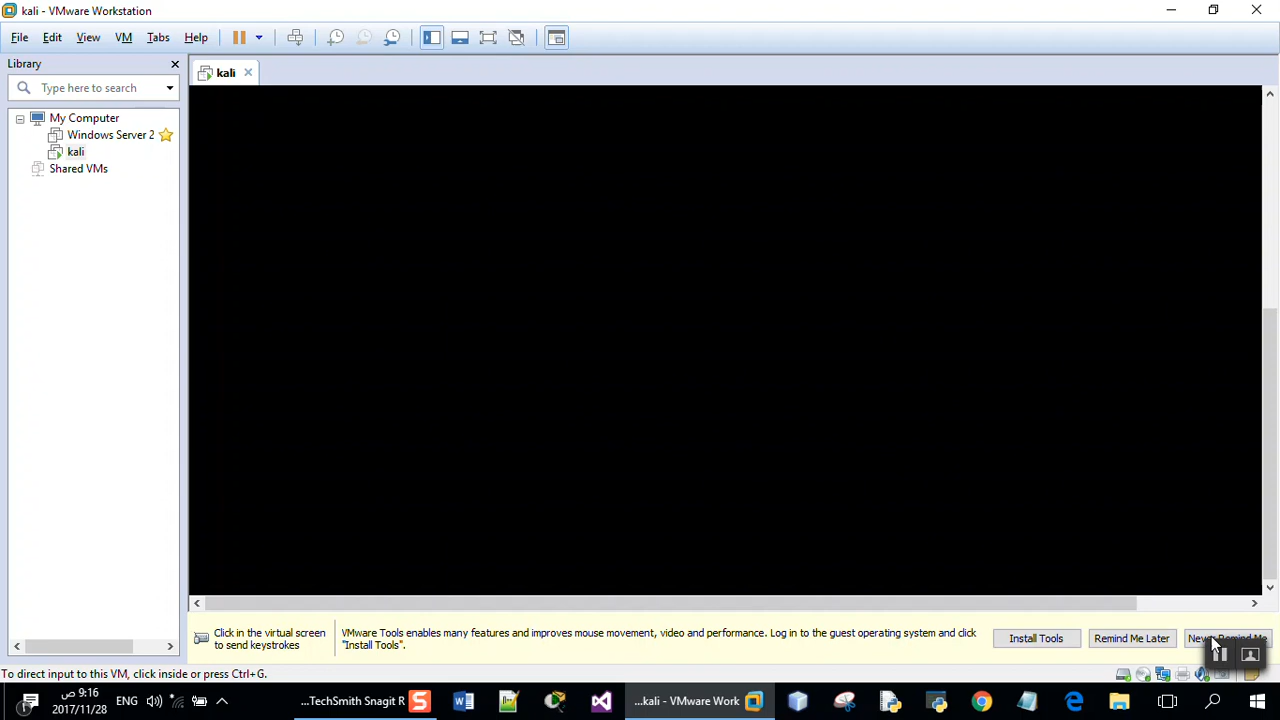 kali - VMware Workstation
File Edit View VM Tabs Help
Library
Type here to search
kali
My Computer
Windows Server 2
kali
Shared VMs
Click in the virtual screen
to send keystrokes
VMware Tools enables many features and improves mouse movement, video and performance. Log in to the guest operating system and click
"Install Tools".
Install Tools
Remind Me Later
Never Remind Me
To direct input to this VM, click inside or press Ctrl+G.
9:16 ص
2017/11/28
ENG
...TechSmith Snagit R
...kali - VMware Work